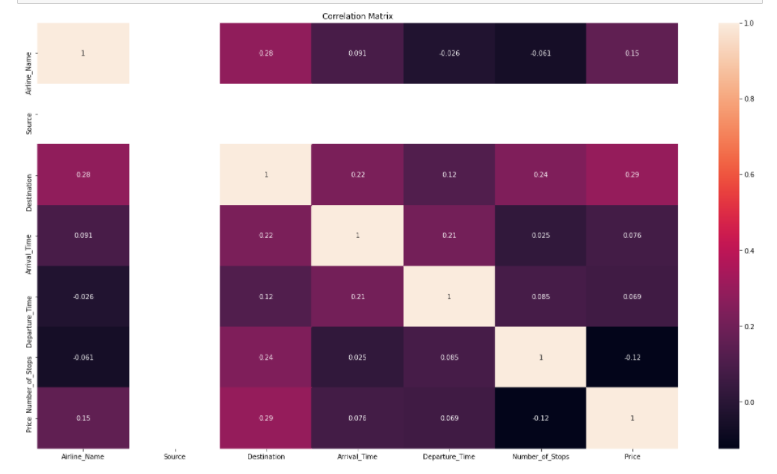 Correlation Matrix
Airline_Name 1 0.28 0.091 -0.026 -0.061 0.15
Source
Destination 0.28 1 0.22 0.12 0.24 0.29
Arrival_Time 0.091 0.22 1 0.21 0.025 0.076
Departure_Time -0.026 0.12 0.21 1 0.085 0.069
Number_of_Stops -0.061 0.24 0.025 0.085 1 -0.12
Price 0.15 0.29 0.076 0.069 -0.12 1
Airline_Name Source Destination Arrival_Time Departure_Time Number_of_Stops Price
1.0
0.8
0.6
0.4
0.2
0.0